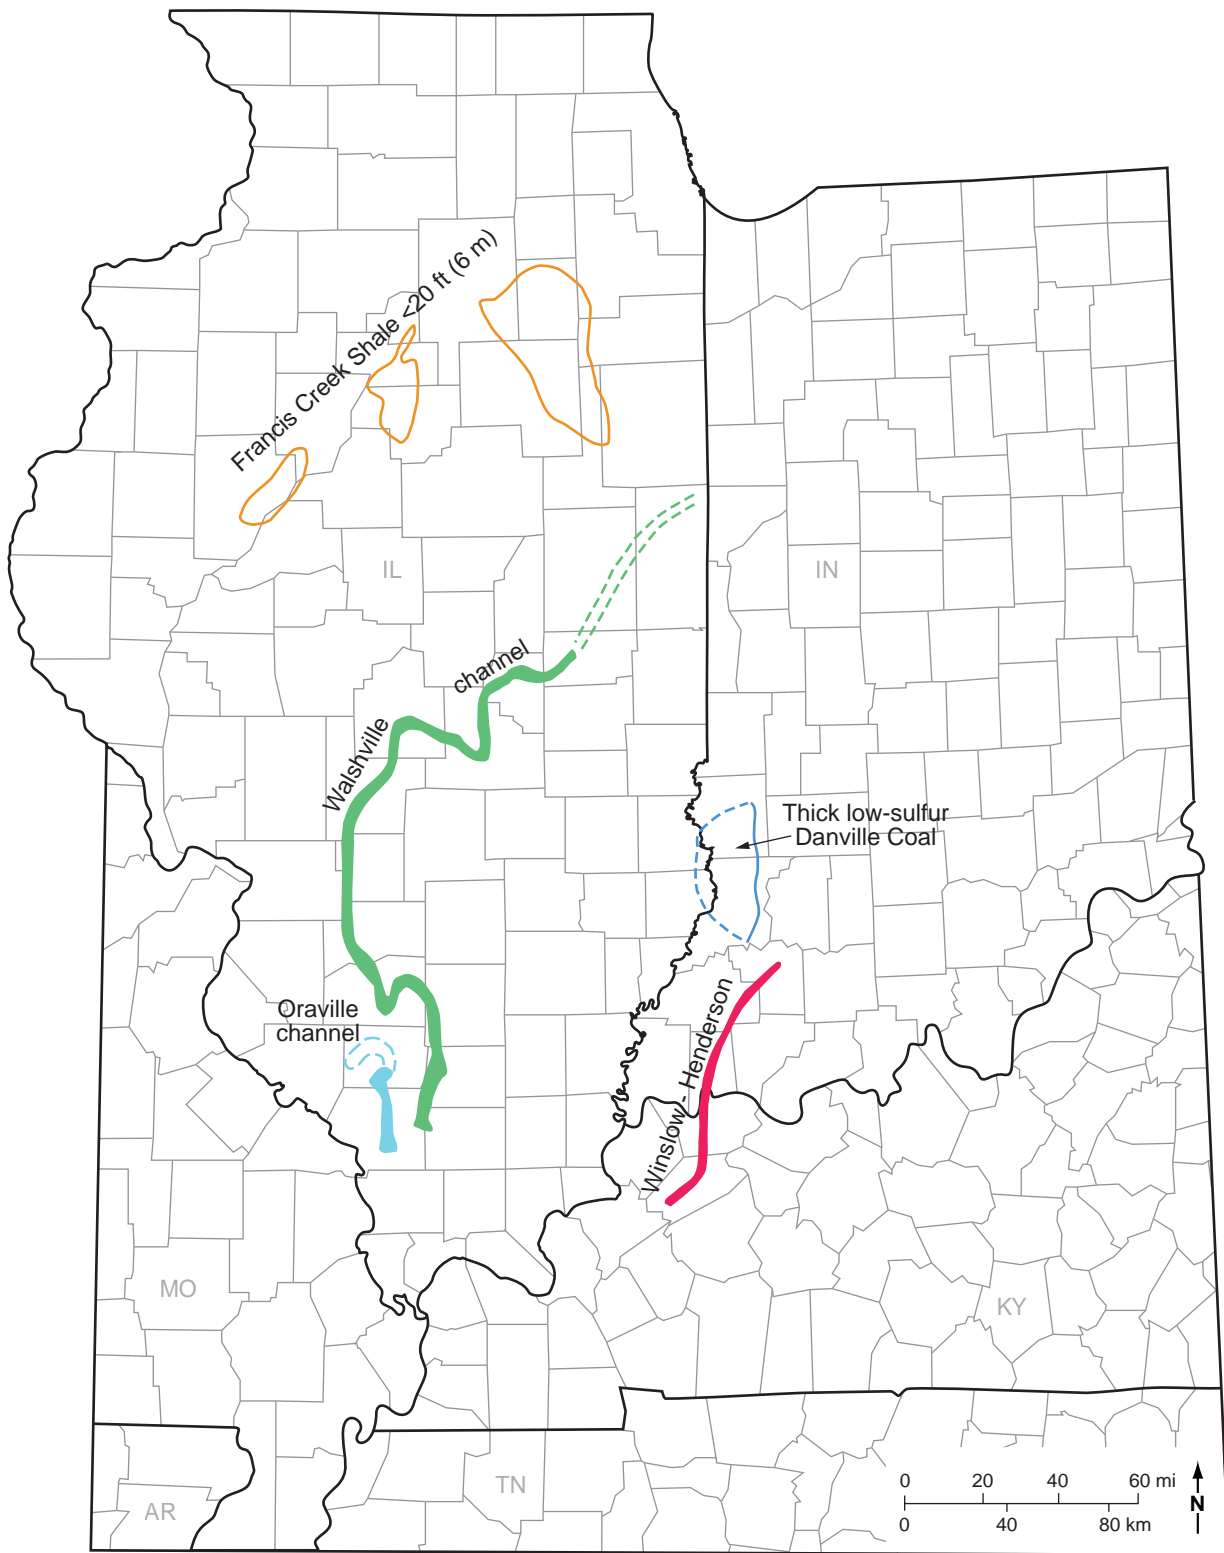 Francis Creek Shale <20 ft (6 m)
IL
IN
channel
Walshville
Thick low-sulfur
Danville Coal
Oraville
channel
Winslow - Henderson
MO
KY
TN
AR
0 20 40 60 mi
0 40 80 km
N